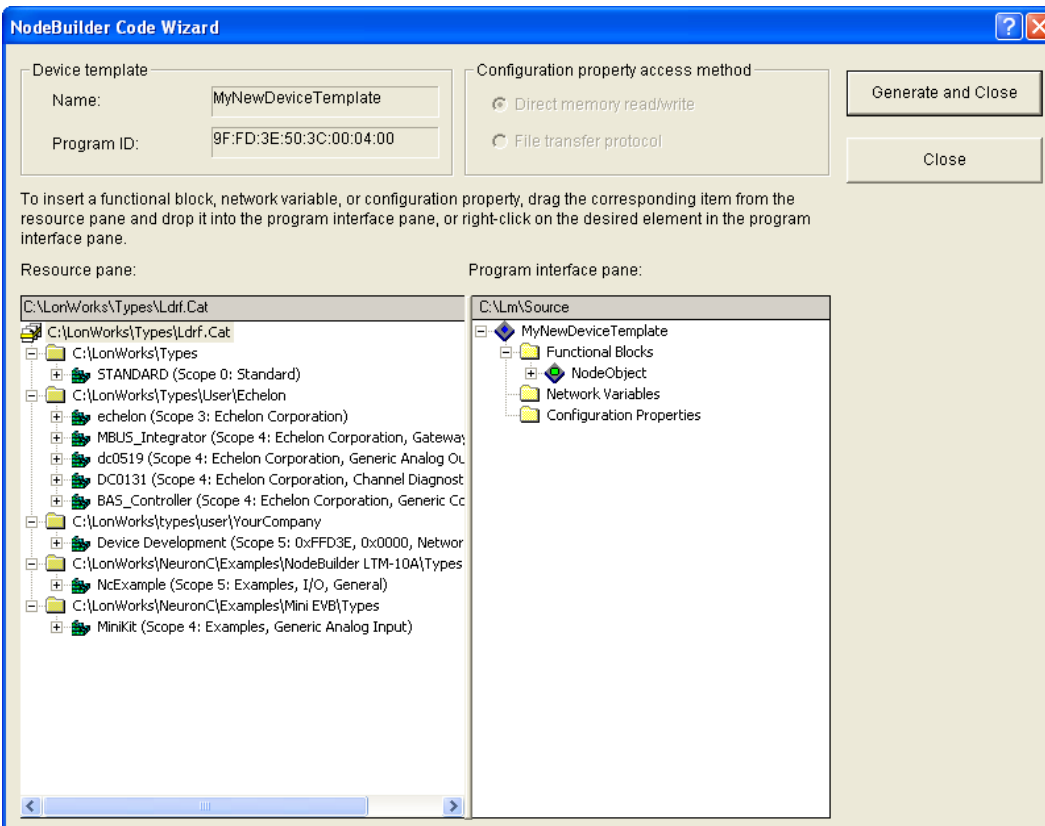 NodeBuilder Code Wizard
Device template
Name:
MyNewDeviceTemplate
Program ID:
9F:FD:3E:50:3C:00:04:00
Configuration property access method
Direct memory read/write
File transfer protocol
Generate and Close
Close
To insert a functional block, network variable, or configuration property, drag the corresponding item from the
resource pane and drop it into the program interface pane, or right-click on the desired element in the program
interface pane.
Resource pane:
C:\LonWorks\Types\Ldrf.Cat
C:\LonWorks\Types\Ldrf.Cat
C:\LonWorks\Types
STANDARD (Scope 0: Standard)
C:\LonWorks\Types\User\Echelon
echelon (Scope 3: Echelon Corporation)
MBUS_Integrator (Scope 4: Echelon Corporation, Gateway
dc0519 (Scope 4: Echelon Corporation, Generic Analog Ou
DC0131 (Scope 4: Echelon Corporation, Channel Diagnost
BAS_Controller (Scope 4: Echelon Corporation, Generic Co
C:\LonWorks\types\user\YourCompany
Device Development (Scope 5: 0xFFD3E, 0x0000, Networ
C:\LonWorks\NeuronC\Examples\NodeBuilder LTM-10A\Types
NcExample (Scope 5: Examples, I/O, General)
C:\LonWorks\NeuronC\Examples\Mini EVB\Types
MiniKit (Scope 4: Examples, Generic Analog Input)
Program interface pane:
C:\Lm\Source
MyNewDeviceTemplate
Functional Blocks
NodeObject
Network Variables
Configuration Properties